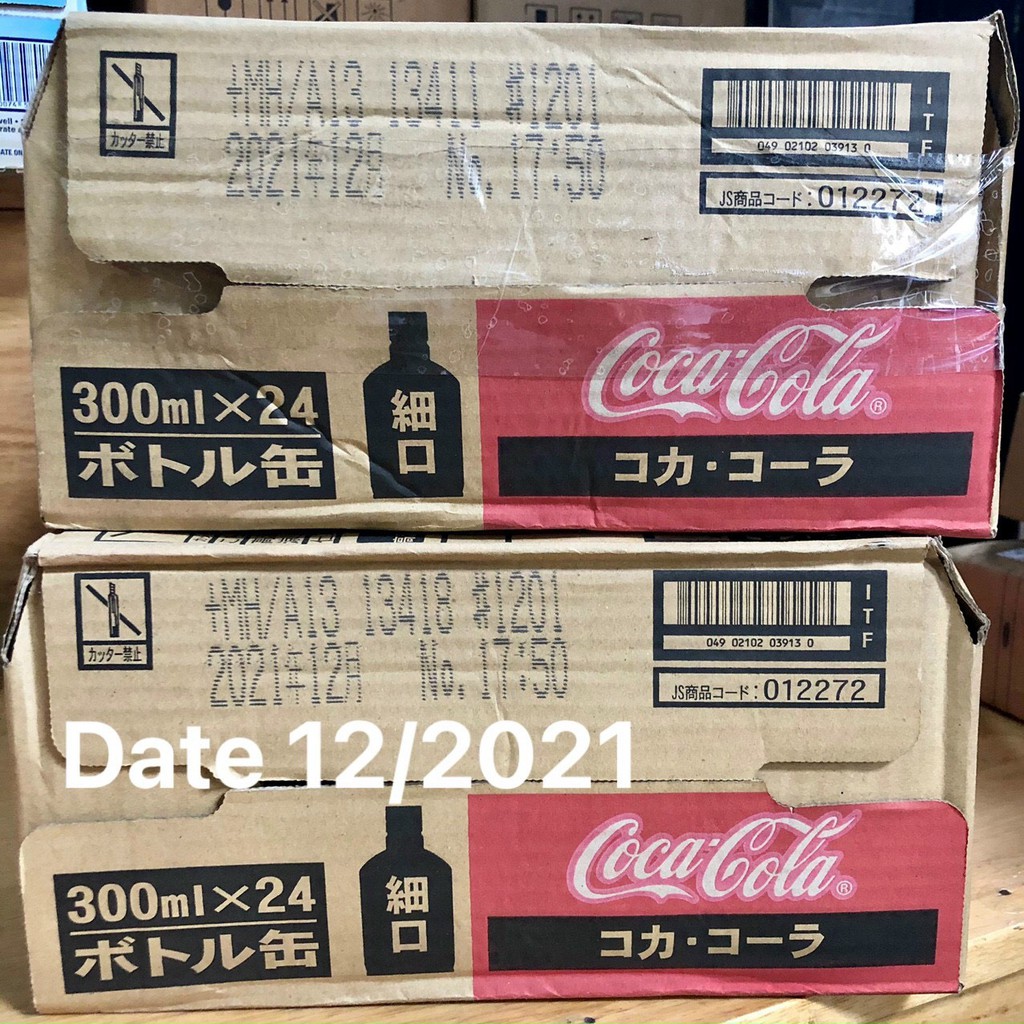 +MH/A13 13411 #1201
2021年12月 No. 17:50
カッター禁止
049 02102 03913 0
ITF
JS商品コード:012272
300ml×24
ボトル缶
細口
Coca-Cola®
コカ・コーラ
+MH/A13 13418 #1201
2021年12月 No. 17:50
カッター禁止
049 02102 03913 0
ITF
JS商品コード:012272
Date 12/2021
300ml×24
ボトル缶
細口
Coca-Cola®
コカ・コーラ